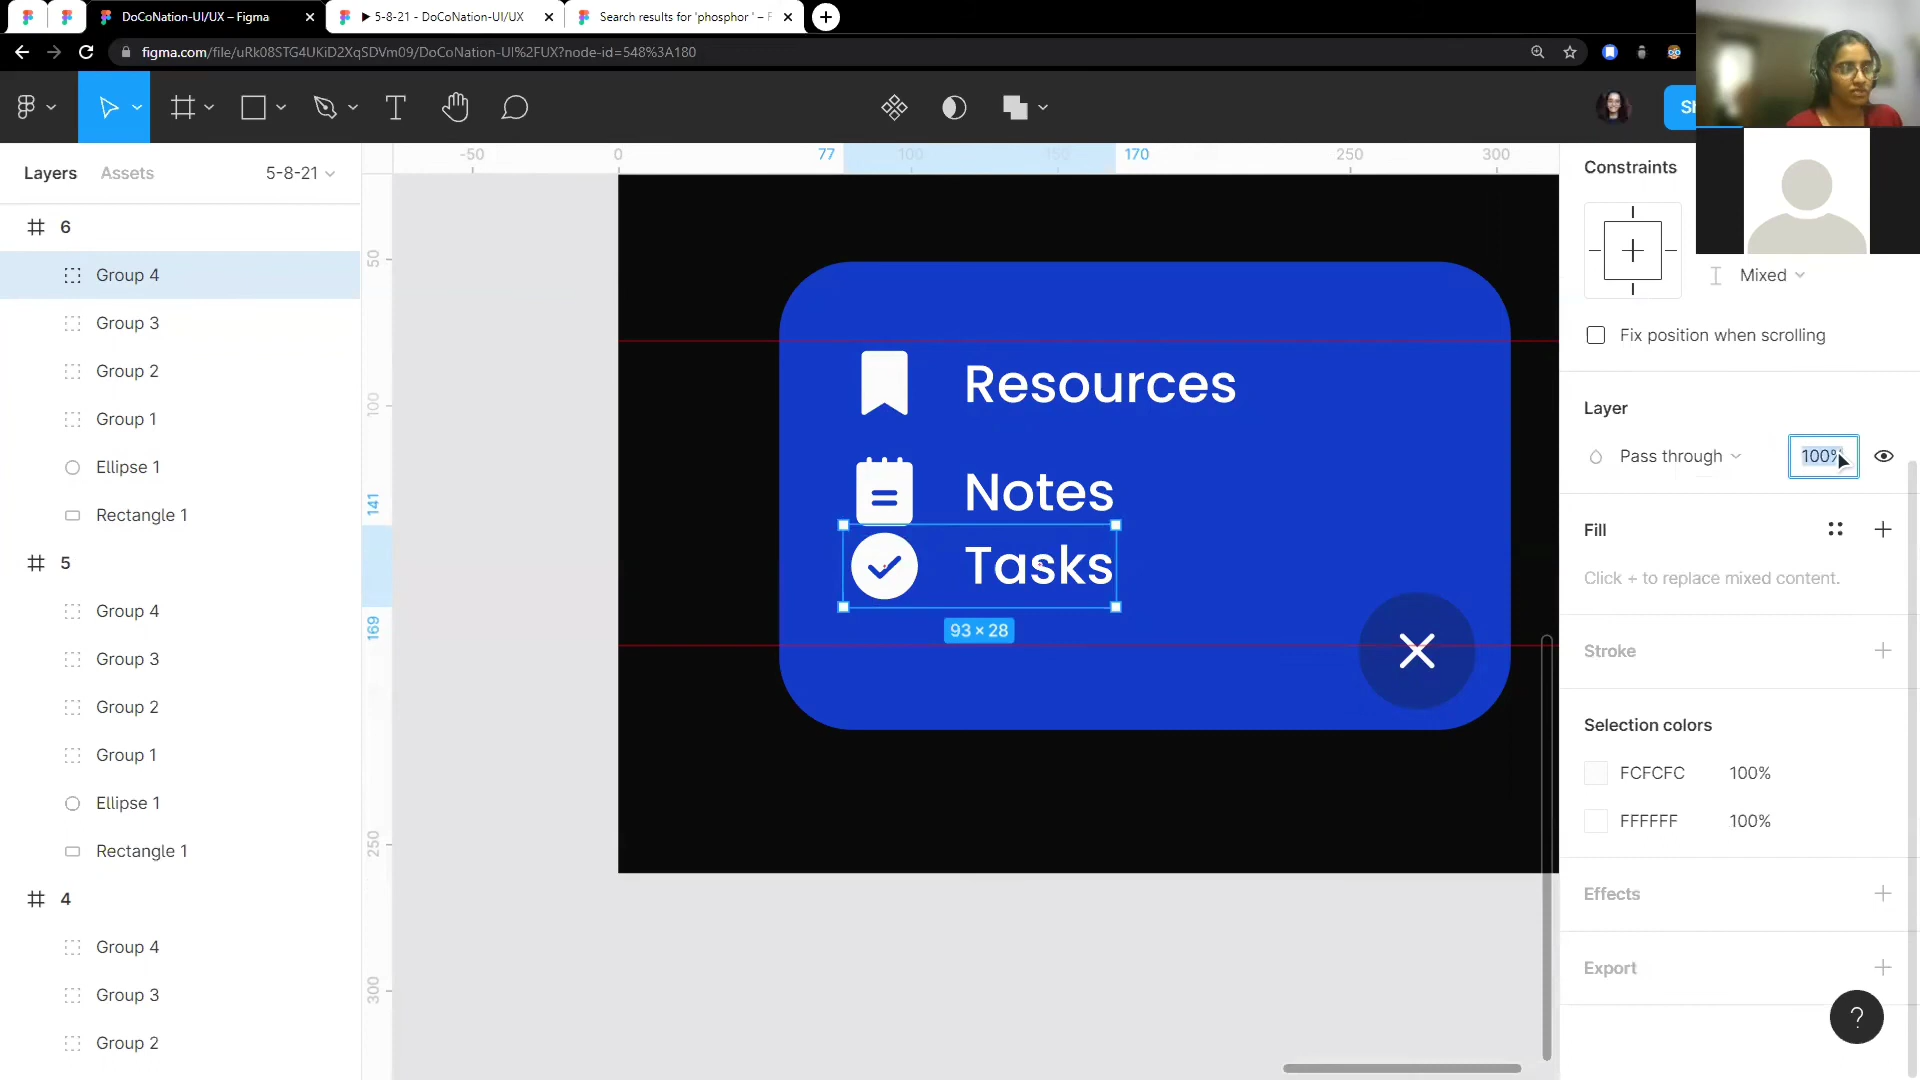 DoCoNation-UI/UX – Figma
5-8-21 - DoCoNation-UI/UX
Search results for 'phosphor ' – F
figma.com/file/uRk08STG4UKiD2XqSDVm09/DoCoNation-UI%2FUX?node-id=548%3A180
Sh
Layers
Assets
5-8-21
-50
0
77
100
150
170
250
300
50
100
141
169
250
300
6
Group 4
Group 3
Group 2
Group 1
Ellipse 1
Rectangle 1
5
Group 4
Group 3
Group 2
Group 1
Ellipse 1
Rectangle 1
4
Group 4
Group 3
Group 2
Resources
Notes
Tasks
93 × 28
Constraints
Mixed
Fix position when scrolling
Layer
Pass through
100%
Fill
Click + to replace mixed content.
Stroke
Selection colors
FCFCFC 100%
FFFFFF 100%
Effects
Export
?